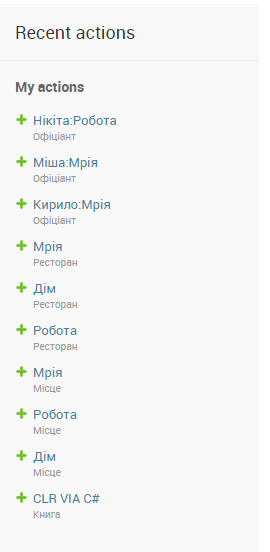 Recent actions
My actions
Нікіта:Робота
Офіціант
Міша:Мрія
Офіціант
Кирило:Мрія
Офіціант
Мрія
Ресторан
Дім
Ресторан
Робота
Ресторан
Мрія
Місце
Робота
Місце
Дім
Місце
CLR VIA C#
Книга